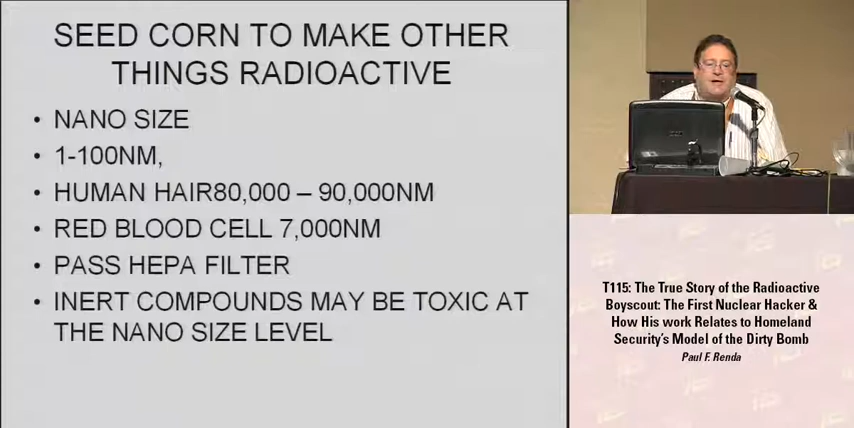 SEED CORN TO MAKE OTHER
THINGS RADIOACTIVE
• NANO SIZE
• 1-100NM,
• HUMAN HAIR80,000 – 90,000NM
• RED BLOOD CELL 7,000NM
• PASS HEPA FILTER
• INERT COMPOUNDS MAY BE TOXIC AT
THE NANO SIZE LEVEL
T115: The True Story of the Radioactive
Boyscout: The First Nuclear Hacker &
How His work Relates to Homeland
Security's Model of the Dirty Bomb
Paul F. Renda